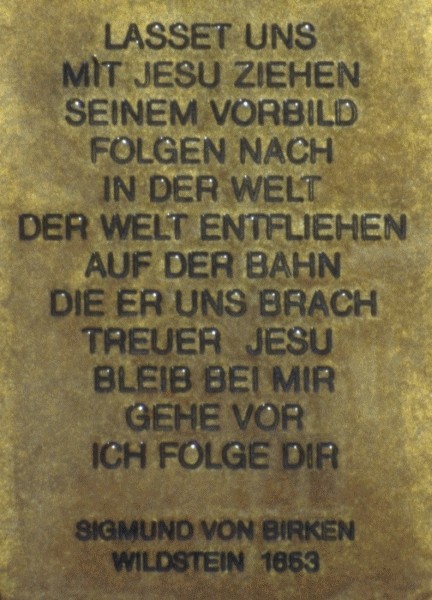 LASSET UNS
MIT JESU ZIEHEN
SEINEM VORBILD
FOLGEN NACH
IN DER WELT
DER WELT ENTFLIEHEN
AUF DER BAHN
DIE ER UNS BRACH
TREUER JESU
BLEIB BEI MIR
GEHE VOR
ICH FOLGE DIR
SIGMUND VON BIRKEN
WILDSTEIN 1653